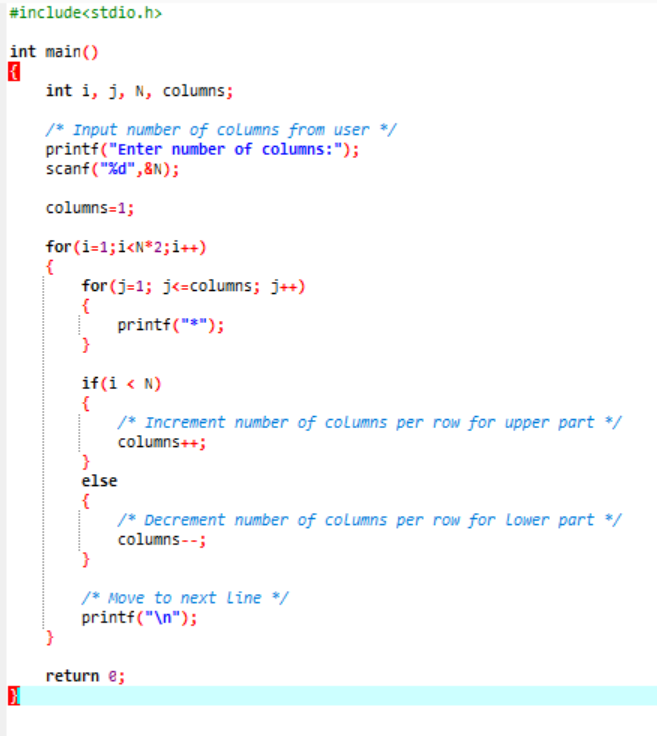 #include<stdio.h>
int main()
{
int i, j, N, columns;
/* Input number of columns from user */
printf("Enter number of columns:");
scanf("%d",&N);
columns=1;
for(i=1;i<N*2;i++)
{
for(j=1; j<=columns; j++)
{
printf("*");
}
if(i < N)
{
/* Increment number of columns per row for upper part */
columns++;
}
else
{
/* Decrement number of columns per row for Lower part */
columns--;
}
/* Move to next Line */
printf("\n");
}
return 0;
}